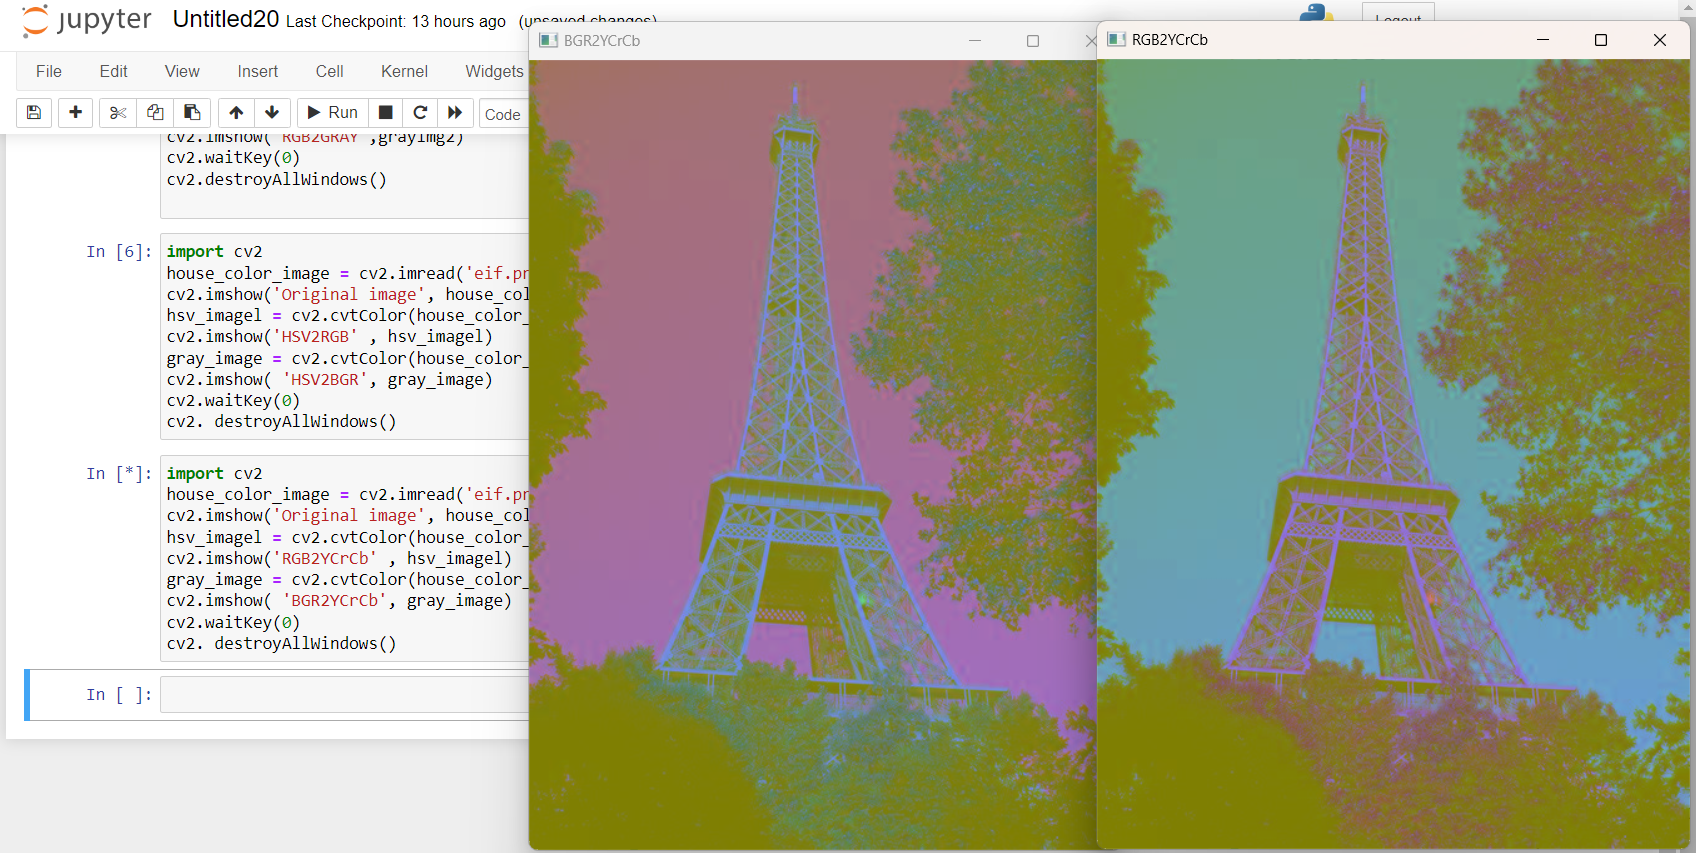 jupyter Untitled20 Last Checkpoint: 13 hours ago (unsaved changes)
Logout
File Edit View Insert Cell Kernel Widgets
Run Code
cv2.imshow( RGB2GRAY ,grayimg2)
cv2.waitKey(0)
cv2.destroyAllWindows()
In [6]: import cv2
house_color_image = cv2.imread('eif.pn
cv2.imshow('Original image', house_col
hsv_imagel = cv2.cvtColor(house_color_
cv2.imshow('HSV2RGB' , hsv_imagel)
gray_image = cv2.cvtColor(house_color_
cv2.imshow( 'HSV2BGR', gray_image)
cv2.waitKey(0)
cv2. destroyAllWindows()
In [*]: import cv2
house_color_image = cv2.imread('eif.pn
cv2.imshow('Original image', house_col
hsv_imagel = cv2.cvtColor(house_color_
cv2.imshow('RGB2YCrCb' , hsv_imagel)
gray_image = cv2.cvtColor(house_color_
cv2.imshow( 'BGR2YCrCb', gray_image)
cv2.waitKey(0)
cv2. destroyAllWindows()
In [ ]:
BGR2YCrCb
RGB2YCrCb